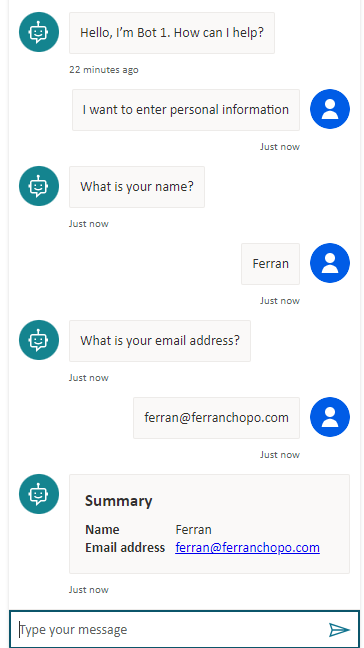 Hello, I’m Bot 1. How can I help?
22 minutes ago
I want to enter personal information
Just now
What is your name?
Just now
Ferran
Just now
What is your email address?
Just now
ferran@ferranchopo.com
Just now
Summary
Name Ferran
Email address ferran@ferranchopo.com
Just now
Type your message